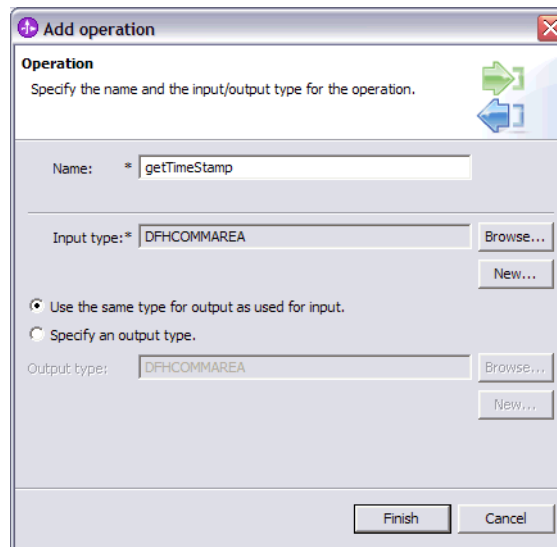 Add operation
Operation
Specify the name and the input/output type for the operation.
Name: * getTimeStamp
Input type:* DFHCOMMAREA Browse...
New...
Use the same type for output as used for input.
Specify an output type.
Output type: DFHCOMMAREA Browse...
New...
Finish Cancel